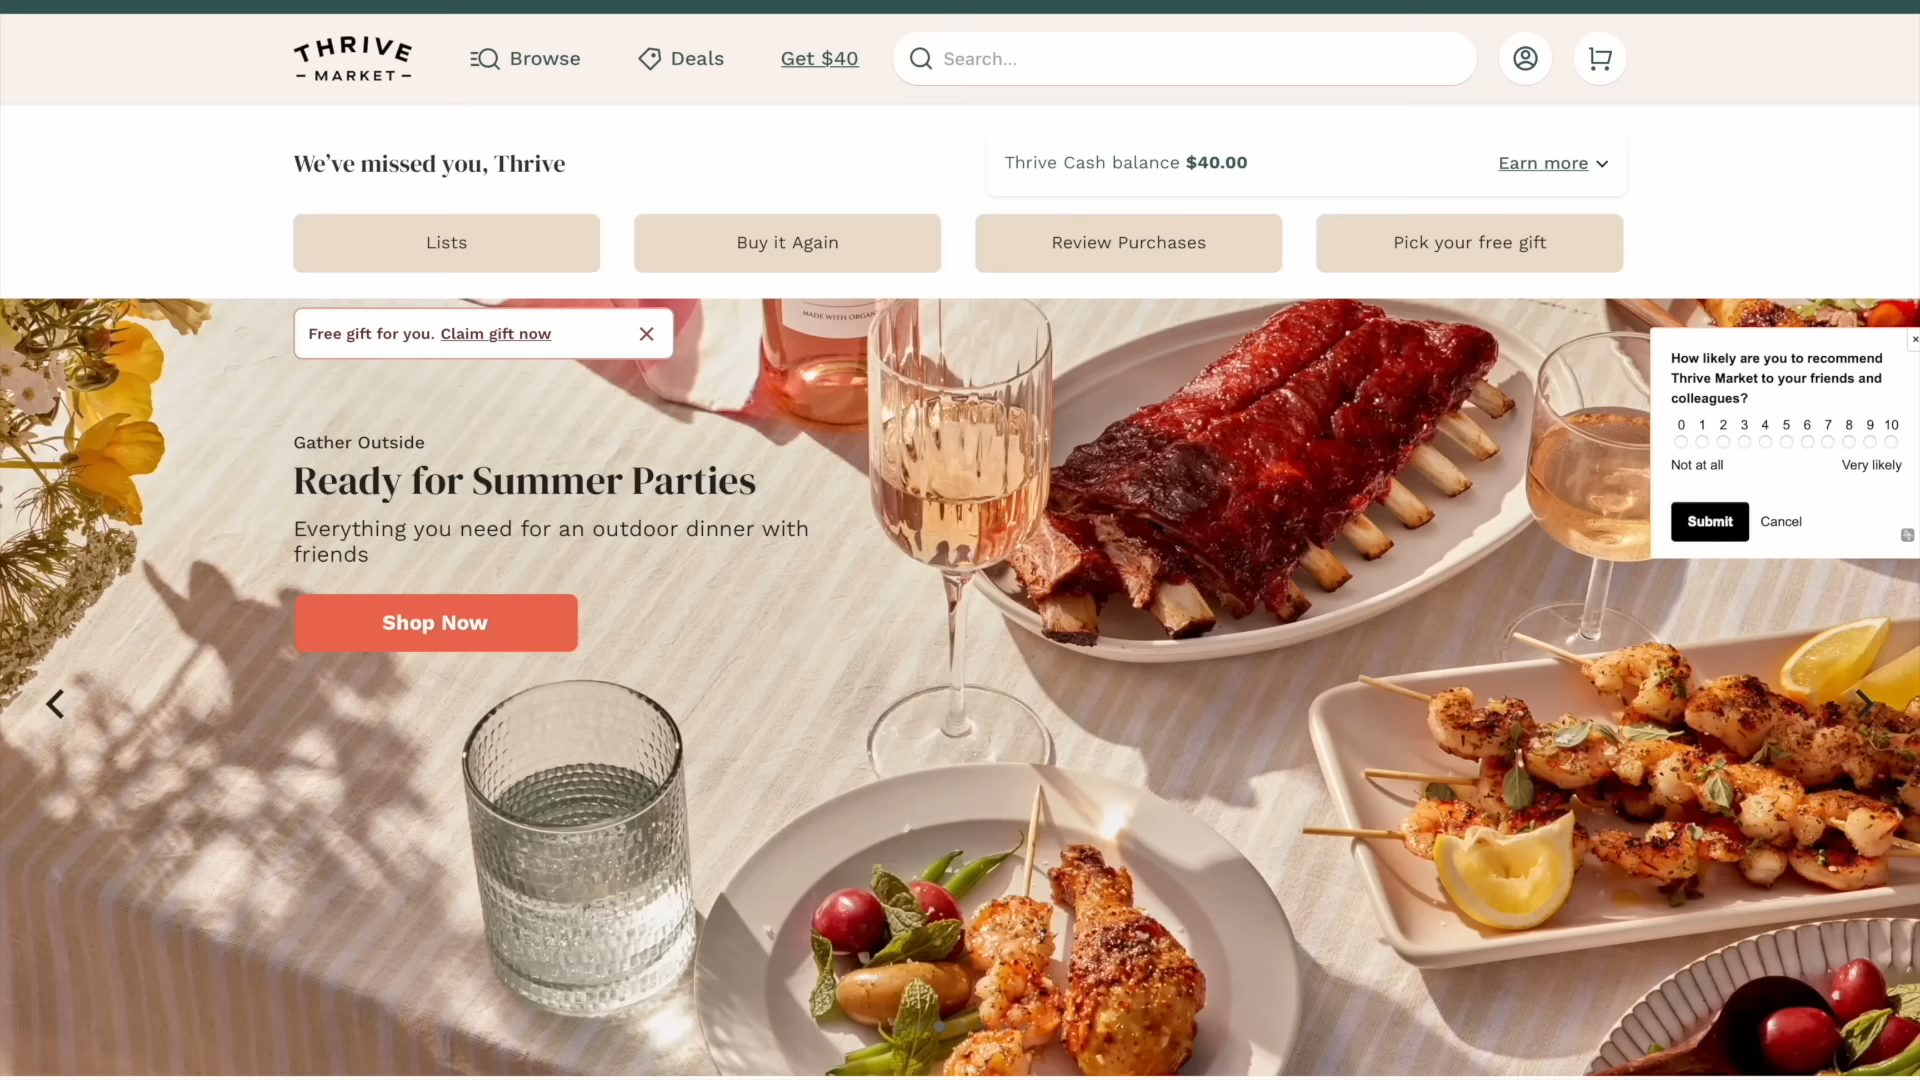 THRIVE
MARKET
Browse
Deals
Get $40
Search...
We've missed you, Thrive
Thrive Cash balance $40.00
Earn more
Lists
Buy it Again
Review Purchases
Pick your free gift
Free gift for you. Claim gift now
MADE WITH ORGAN
How likely are you to recommend
Thrive Market to your friends and
colleagues?
0 1 2 3 4 5 6 7 8 9 10
Not at all
Very likely
Submit
Cancel
Gather Outside
Ready for Summer Parties
Everything you need for an outdoor dinner with
friends
Shop Now